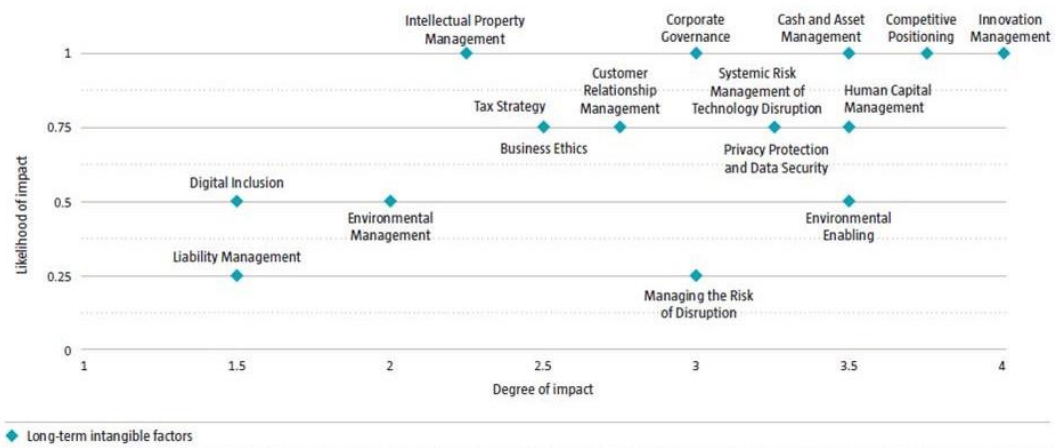 Intellectual Property
Management
Corporate
Governance
Cash and Asset
Management
Competitive
Positioning
Innovation
Management
1
Customer
Relationship
Management
Systemic Risk
Management of
Technology Disruption
Human Capital
Management
Tax Strategy
0.75
Business Ethics
Privacy Protection
and Data Security
Digital Inclusion
0.5
Environmental
Management
Environmental
Enabling
Liability Management
0.25
Managing the Risk
of Disruption
0
Likelihood of impact
1
1.5
2
2.5
3
3.5
4
Degree of impact
Long-term intangible factors